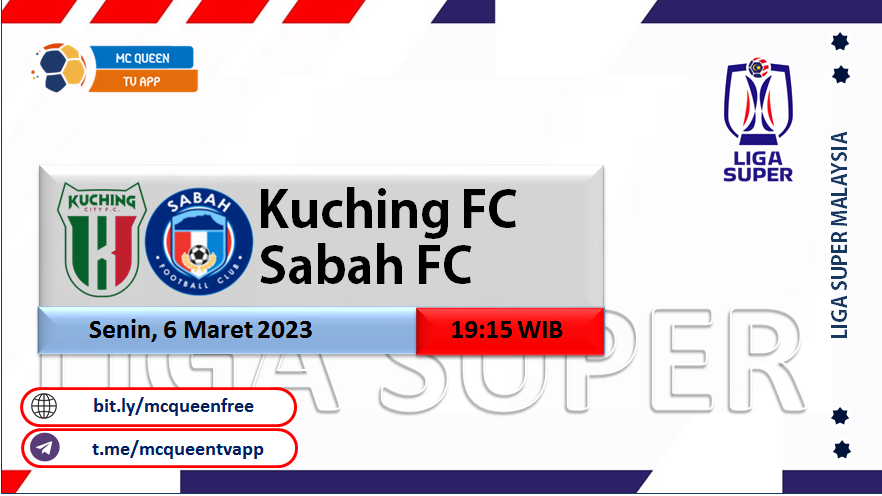 MC QUEEN
TV APP
LIGA
SUPER
KUCHING
CITY F.C.
SABAH
FOOTBALL CLUB
Kuching FC
Sabah FC
Senin, 6 Maret 2023
19:15 WIB
LIGA SUPER
bit.ly/mcqueenfree
t.me/mcqueentvapp
LIGA SUPER MALAYSIA